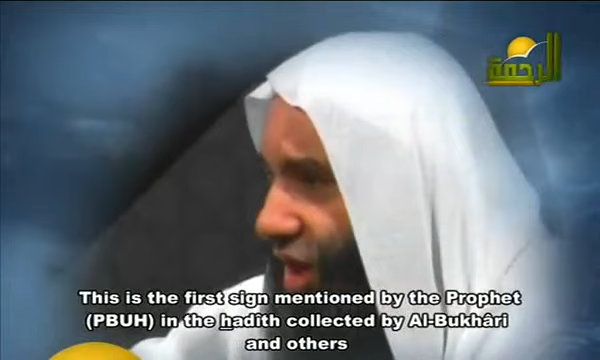 الرحمة
This is the first sign mentioned by the Prophet
(PBUH) in the hadîth collected by Al-Bukhâri
and others